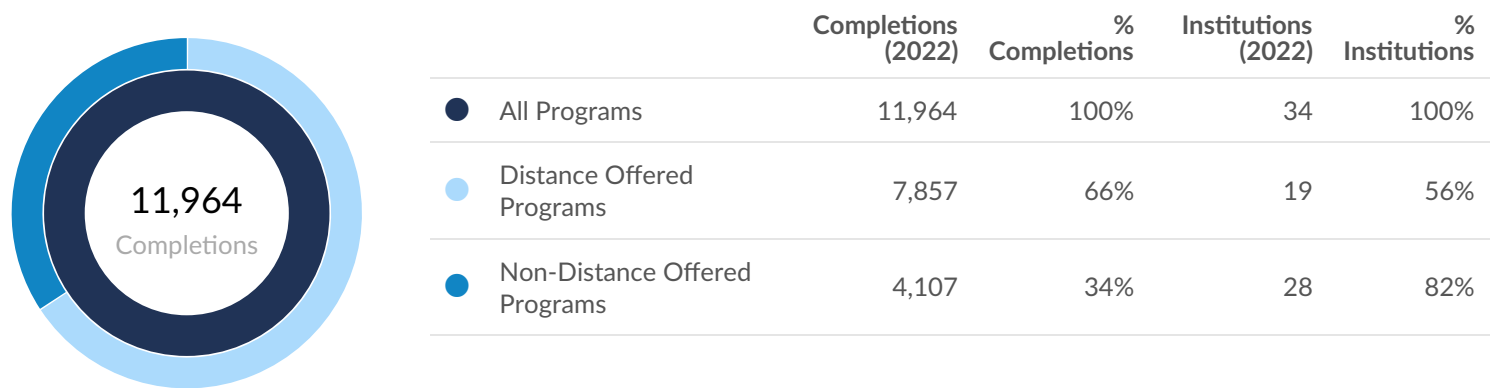 11,964
Completions
Completions (2022) % Completions Institutions (2022) % Institutions
All Programs 11,964 100% 34 100%
Distance Offered Programs 7,857 66% 19 56%
Non-Distance Offered Programs 4,107 34% 28 82%